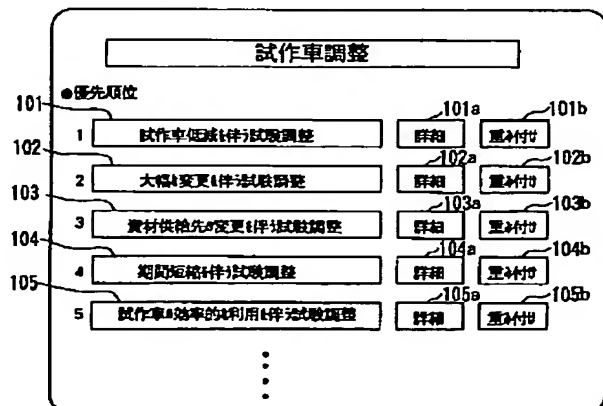 試作車調整
●優先順位
101 101a 101b
1 試作車低減を伴う試験調整 詳細 重み付け
102 102a 102b
2 大幅な変更を伴う試験調整 詳細 重み付け
103 103a 103b
3 資材供給先の変更を伴う試験調整 詳細 重み付け
104 104a 104b
4 期間短縮を伴う試験調整 詳細 重み付け
105 105a 105b
5 試作車の効率的な利用を伴う試験調整 詳細 重み付け